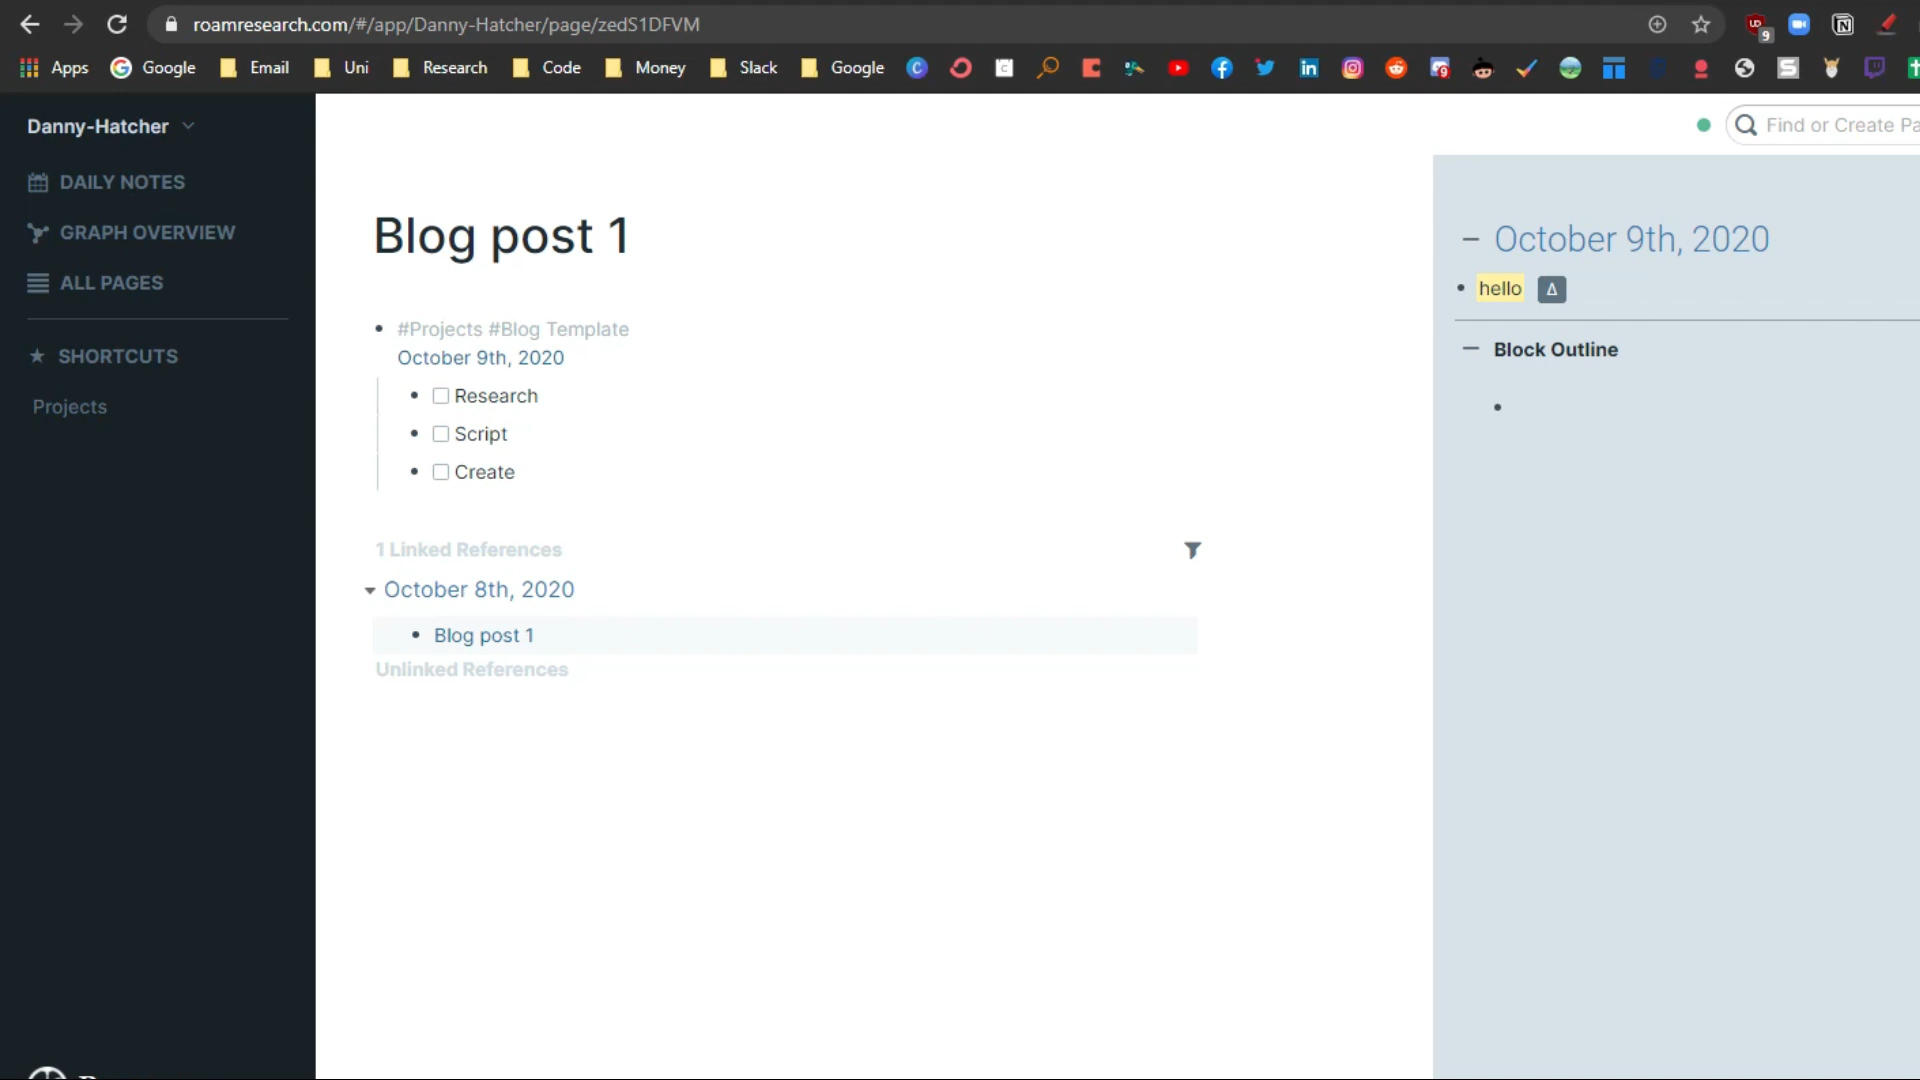 roamresearch.com/#/app/Danny-Hatcher/page/zedS1DFVM
9
Apps Google Email Uni Research Code Money Slack Google
Danny-Hatcher
DAILY NOTES
GRAPH OVERVIEW
ALL PAGES
SHORTCUTS
Projects
Find or Create Pa
Blog post 1
#Projects #Blog Template
October 9th, 2020
Research
Script
Create
1 Linked References
October 8th, 2020
Blog post 1
Unlinked References
October 9th, 2020
hello Δ
Block Outline